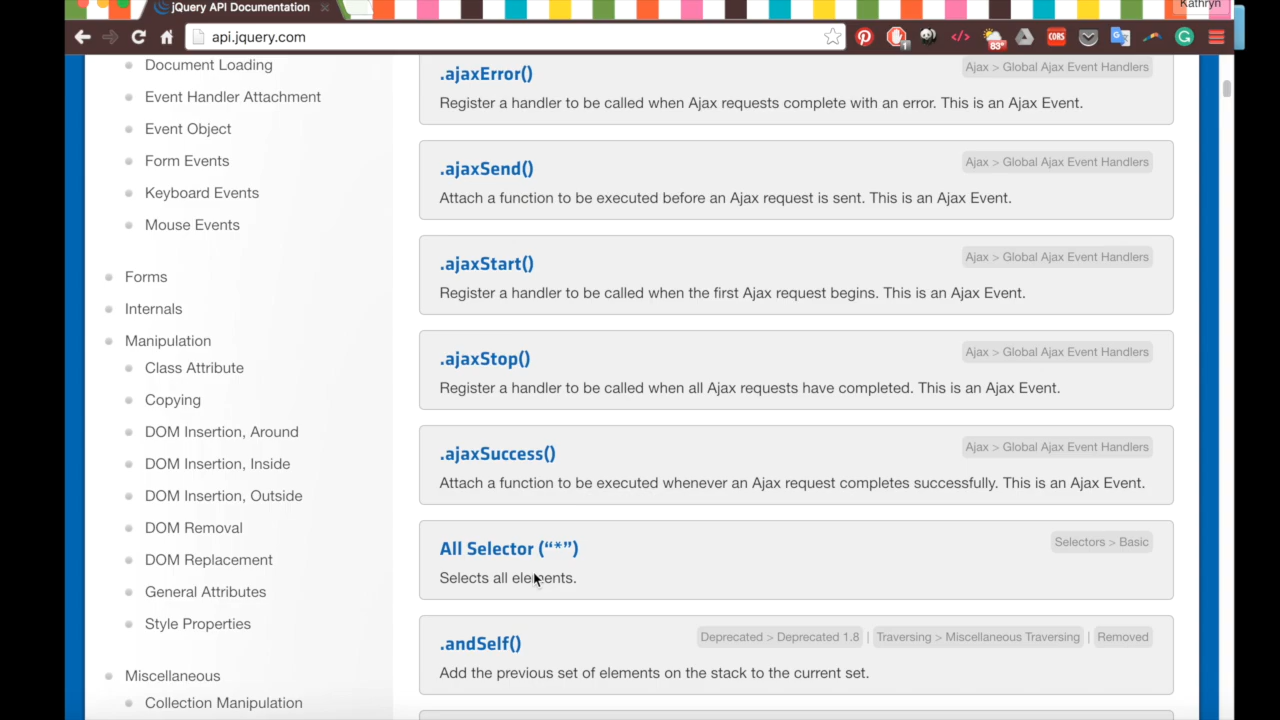 jQuery API Documentation
Kathryn
api.jquery.com
1
83°
CORS
Document Loading
Event Handler Attachment
Event Object
Form Events
Keyboard Events
Mouse Events
Forms
Internals
Manipulation
Class Attribute
Copying
DOM Insertion, Around
DOM Insertion, Inside
DOM Insertion, Outside
DOM Removal
DOM Replacement
General Attributes
Style Properties
Miscellaneous
Collection Manipulation
.ajaxError()
Ajax > Global Ajax Event Handlers
Register a handler to be called when Ajax requests complete with an error. This is an Ajax Event.
.ajaxSend()
Ajax > Global Ajax Event Handlers
Attach a function to be executed before an Ajax request is sent. This is an Ajax Event.
.ajaxStart()
Ajax > Global Ajax Event Handlers
Register a handler to be called when the first Ajax request begins. This is an Ajax Event.
.ajaxStop()
Ajax > Global Ajax Event Handlers
Register a handler to be called when all Ajax requests have completed. This is an Ajax Event.
.ajaxSuccess()
Ajax > Global Ajax Event Handlers
Attach a function to be executed whenever an Ajax request completes successfully. This is an Ajax Event.
All Selector (“*”)
Selectors > Basic
Selects all elements.
.andSelf()
Deprecated > Deprecated 1.8 | Traversing > Miscellaneous Traversing | Removed
Add the previous set of elements on the stack to the current set.